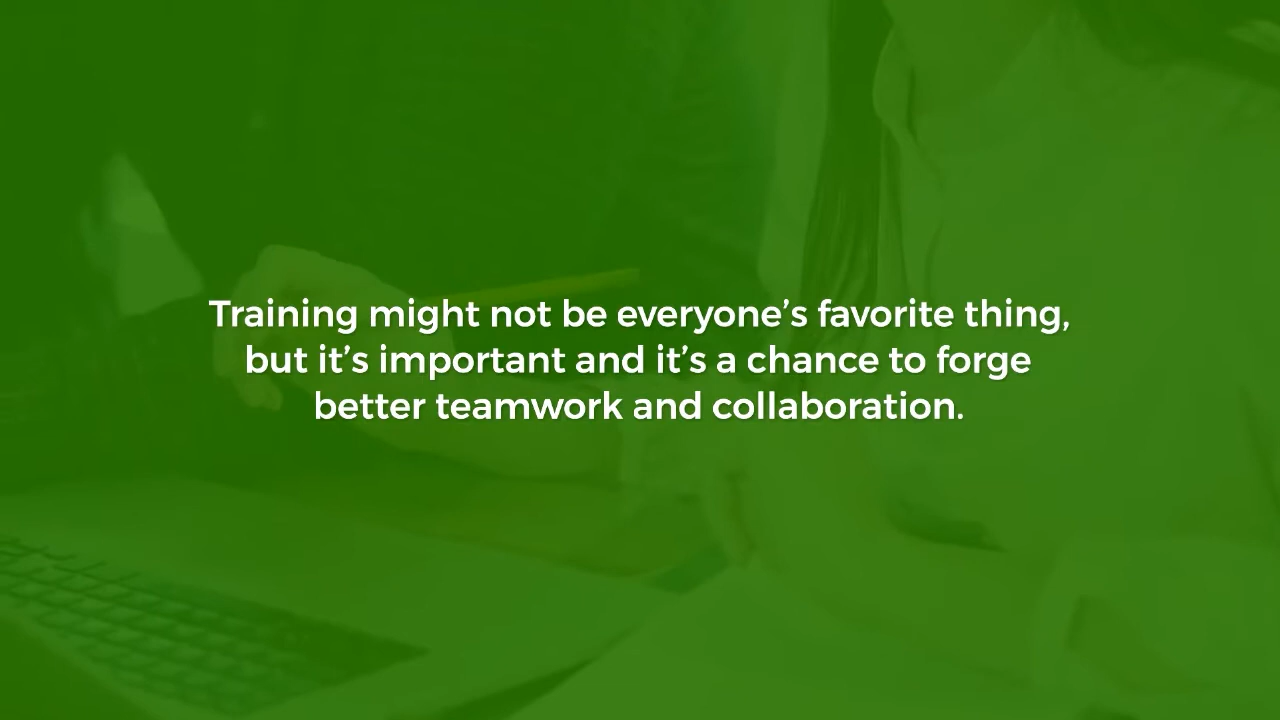 Training might not be everyone’s favorite thing,
but it’s important and it’s a chance to forge
better teamwork and collaboration.